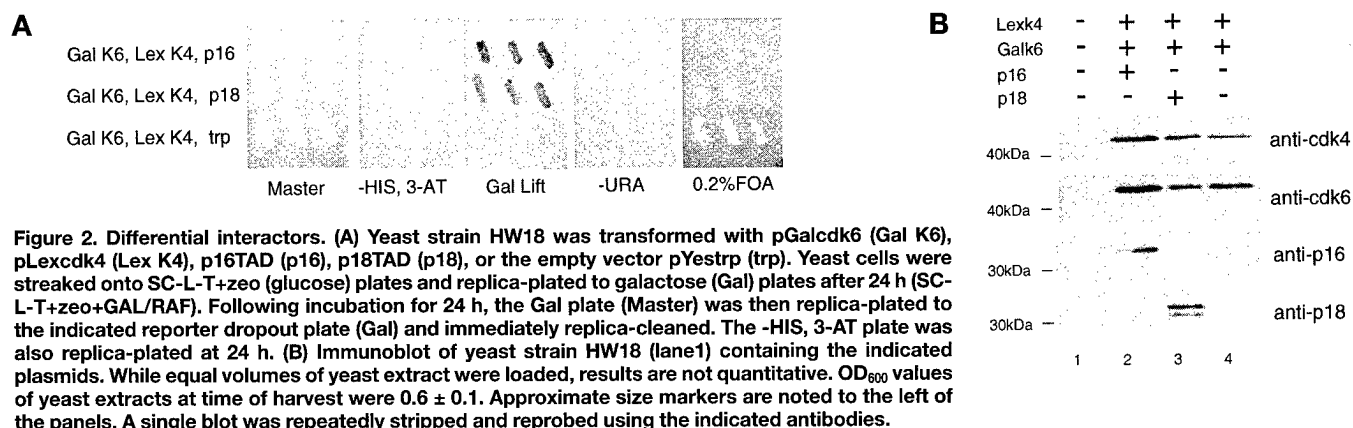 A
Gal K6, Lex K4, p16
Gal K6, Lex K4, p18
Gal K6, Lex K4, trp
Master -HIS, 3-AT Gal Lift -URA 0.2%FOA
Figure 2. Differential interactors. (A) Yeast strain HW18 was transformed with pGalcdk6 (Gal K6),
pLexcdk4 (Lex K4), p16TAD (p16), p18TAD (p18), or the empty vector pYestrp (trp). Yeast cells were
streaked onto SC-L-T+zeo (glucose) plates and replica-plated to galactose (Gal) plates after 24 h (SC-
L-T+zeo+GAL/RAF). Following incubation for 24 h, the Gal plate (Master) was then replica-plated to
the indicated reporter dropout plate (Gal) and immediately replica-cleaned. The -HIS, 3-AT plate was
also replica-plated at 24 h. (B) Immunoblot of yeast strain HW18 (lane1) containing the indicated
plasmids. While equal volumes of yeast extract were loaded, results are not quantitative. OD600 values
of yeast extracts at time of harvest were 0.6 ± 0.1. Approximate size markers are noted to the left of
the panels. A single blot was repeatedly stripped and reprobed using the indicated antibodies.
B
Lexk4 - + + +
Galk6 - + + +
p16 - + - -
p18 - - + -
anti-cdk4
40kDa
anti-cdk6
40kDa
anti-p16
30kDa
anti-p18
30kDa
1 2 3 4